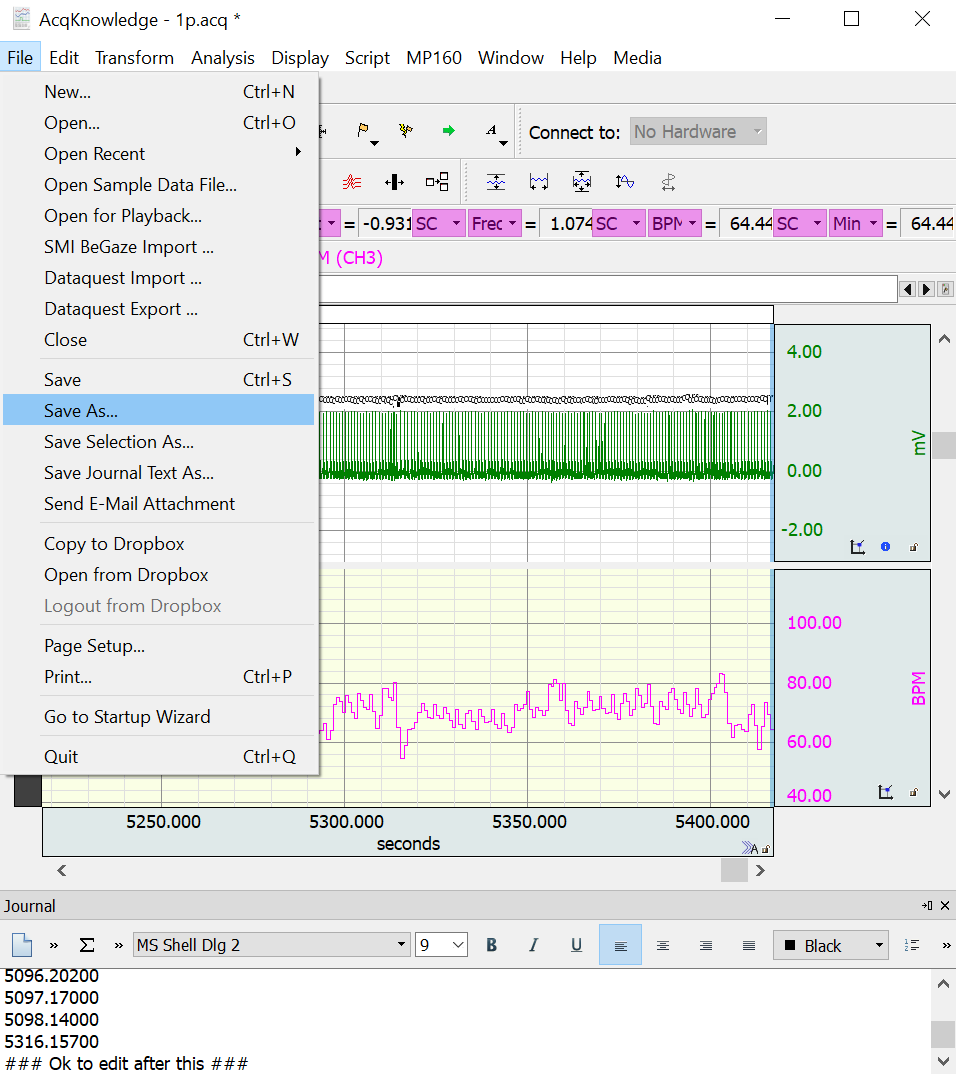 AcqKnowledge - 1p.acq *
File Edit Transform Analysis Display Script MP160 Window Help Media
New... Ctrl+N
Open... Ctrl+O
Open Recent
Open Sample Data File...
Open for Playback...
SMI BeGaze Import ...
Dataquest Import ...
Dataquest Export ...
Close Ctrl+W
Save Ctrl+S
Save As...
Save Selection As...
Save Journal Text As...
Send E-Mail Attachment
Copy to Dropbox
Open from Dropbox
Logout from Dropbox
Page Setup...
Print... Ctrl+P
Go to Startup Wizard
Quit Ctrl+Q
Connect to: No Hardware
= -0.931 SC Freq = 1.074 SC BPM = 64.44 SC Min = 64.44
(CH3)
4.00
2.00
0.00
-2.00
mV
100.00
80.00
60.00
40.00
BPM
5250.000 5300.000 5350.000 5400.000
seconds
Journal
MS Shell Dlg 2 9 B I U Black
5096.20200
5097.17000
5098.14000
5316.15700
### Ok to edit after this ###